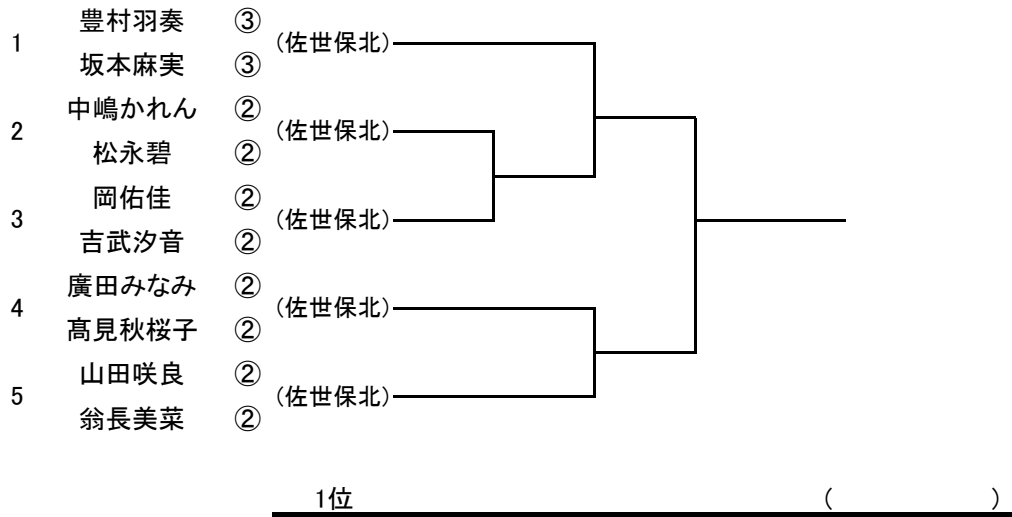 豊村羽奏 ③
1 (佐世保北)
坂本麻実 ③
中嶋かれん ②
2 (佐世保北)
松永碧 ②
岡佑佳 ②
3 (佐世保北)
吉武汐音 ②
廣田みなみ ②
4 (佐世保北)
髙見秋桜子 ②
山田咲良 ②
5 (佐世保北)
翁長美菜 ②
1位 ( )